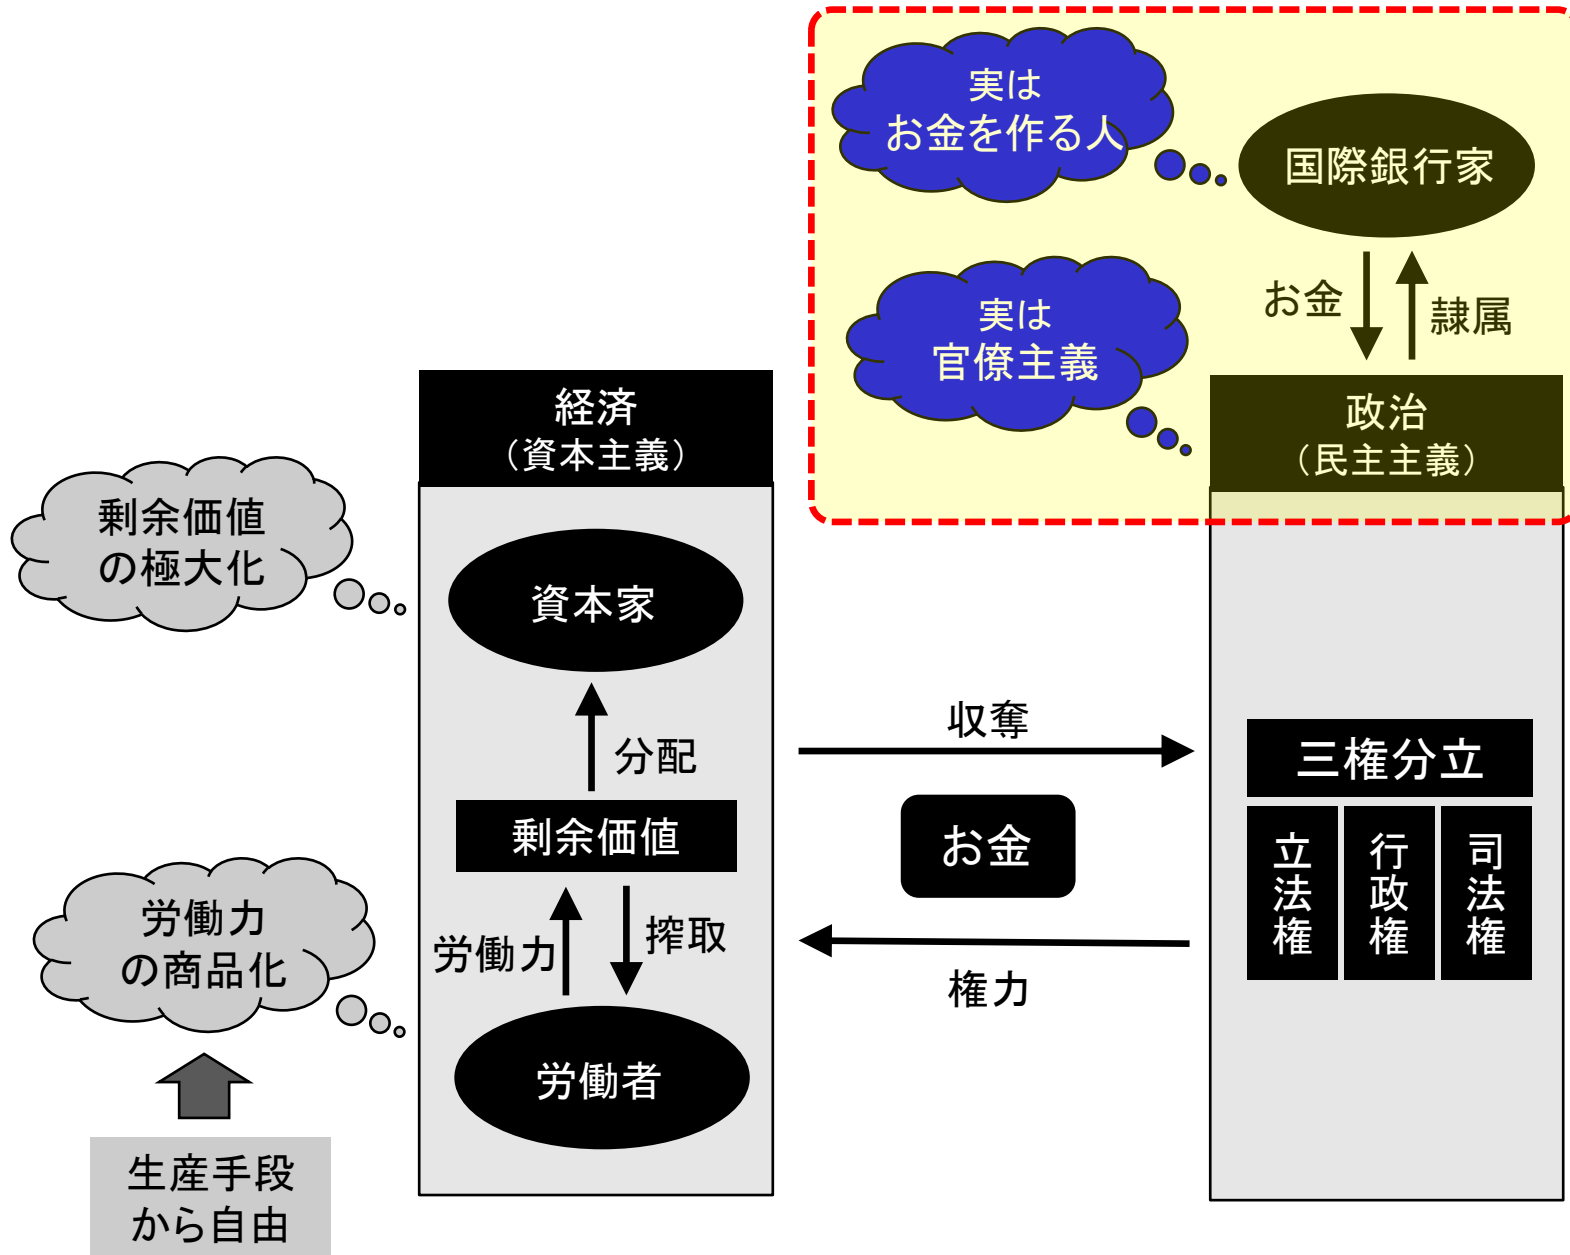 実は
お金を作る人
国際銀行家
お金
隷属
実は
官僚主義
経済
（資本主義）
政治
（民主主義）
剰余価値
の極大化
資本家
分配
収奪
三権分立
剰余価値
お金
立法権
行政権
司法権
労働力
の商品化
労働力
搾取
権力
労働者
生産手段
から自由